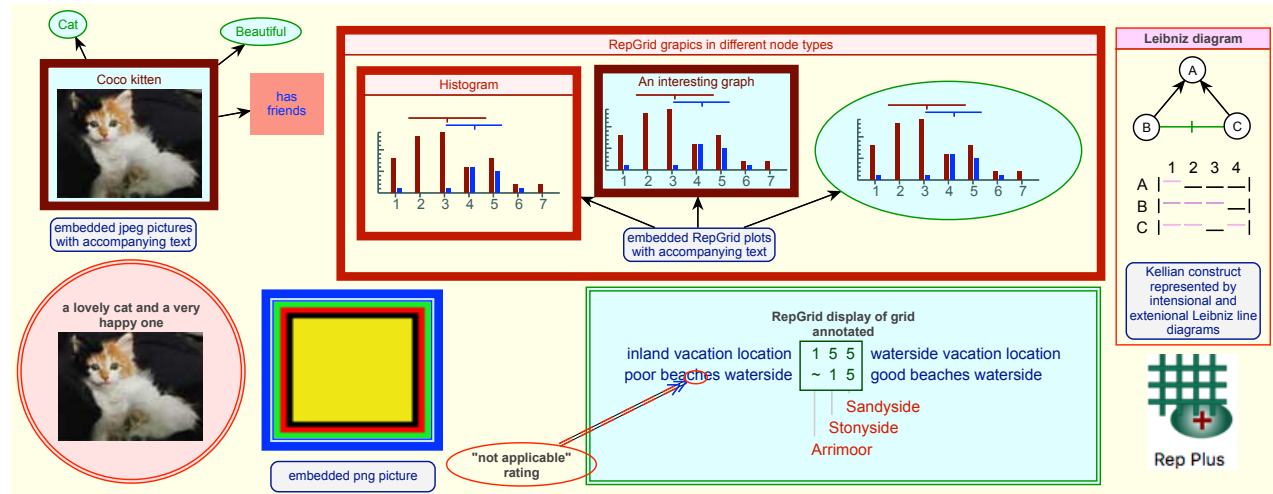 Cat
Beautiful
Coco kitten
has
friends
embedded jpeg pictures
with accompanying text
RepGrid grapics in different node types
Histogram
1 2 3 4 5 6 7
An interesting graph
1 2 3 4 5 6 7
1 2 3 4 5 6 7
embedded RepGrid plots
with accompanying text
Leibniz diagram
A
B C
1 2 3 4
A
B
C
Kellian construct
represented by
intensional and
extenional Leibniz line
diagrams
a lovely cat and a very
happy one
embedded png picture
RepGrid display of grid
annotated
inland vacation location 1 5 5 waterside vacation location
poor beaches waterside ~ 1 5 good beaches waterside
Sandyside
Stonyside
Arrimoor
"not applicable"
rating
Rep Plus